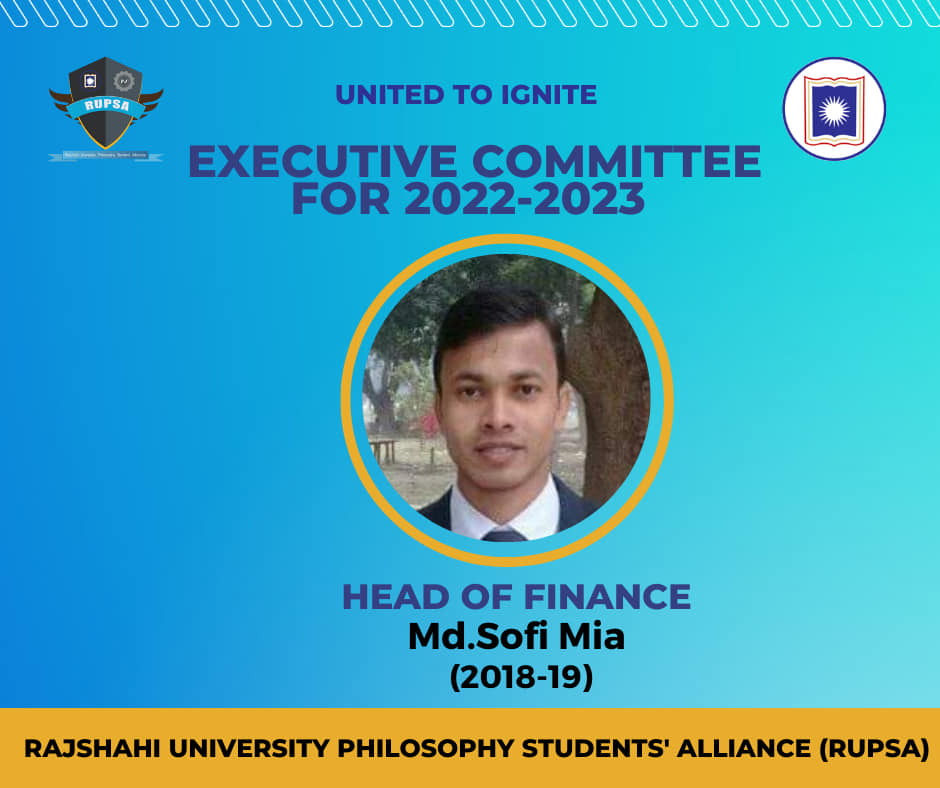 RUPSA
UNITED TO IGNITE
EXECUTIVE COMMITTEE
FOR 2022-2023
HEAD OF FINANCE
Md.Sofi Mia
(2018-19)
RAJSHAHI UNIVERSITY PHILOSOPHY STUDENTS' ALLIANCE (RUPSA)